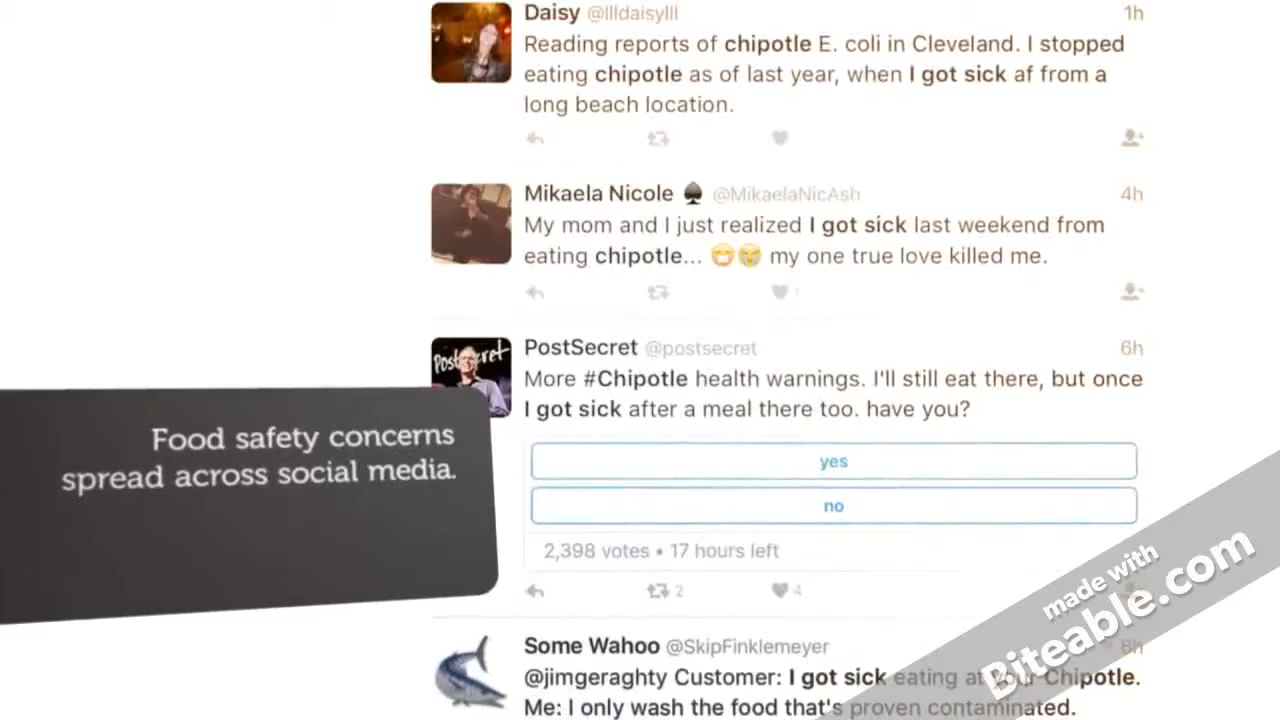 Daisy @llldaisylll 1h
Reading reports of chipotle E. coli in Cleveland. I stopped
eating chipotle as of last year, when I got sick af from a
long beach location.
Mikaela Nicole ♠ @MikaelaNicAsh 4h
My mom and I just realized I got sick last weekend from
eating chipotle... 😷😭 my one true love killed me.
1
PostSecret
PostSecret @postsecret 6h
More #Chipotle health warnings. I'll still eat there, but once
I got sick after a meal there too. have you?
yes
no
2,398 votes • 17 hours left
2 4
Food safety concerns
spread across social media.
Some Wahoo @SkipFinklemeyer 8h
@jimgeraghty Customer: I got sick eating at your Chipotle.
Me: I only wash the food that's proven contaminated.
made with
Biteable.com